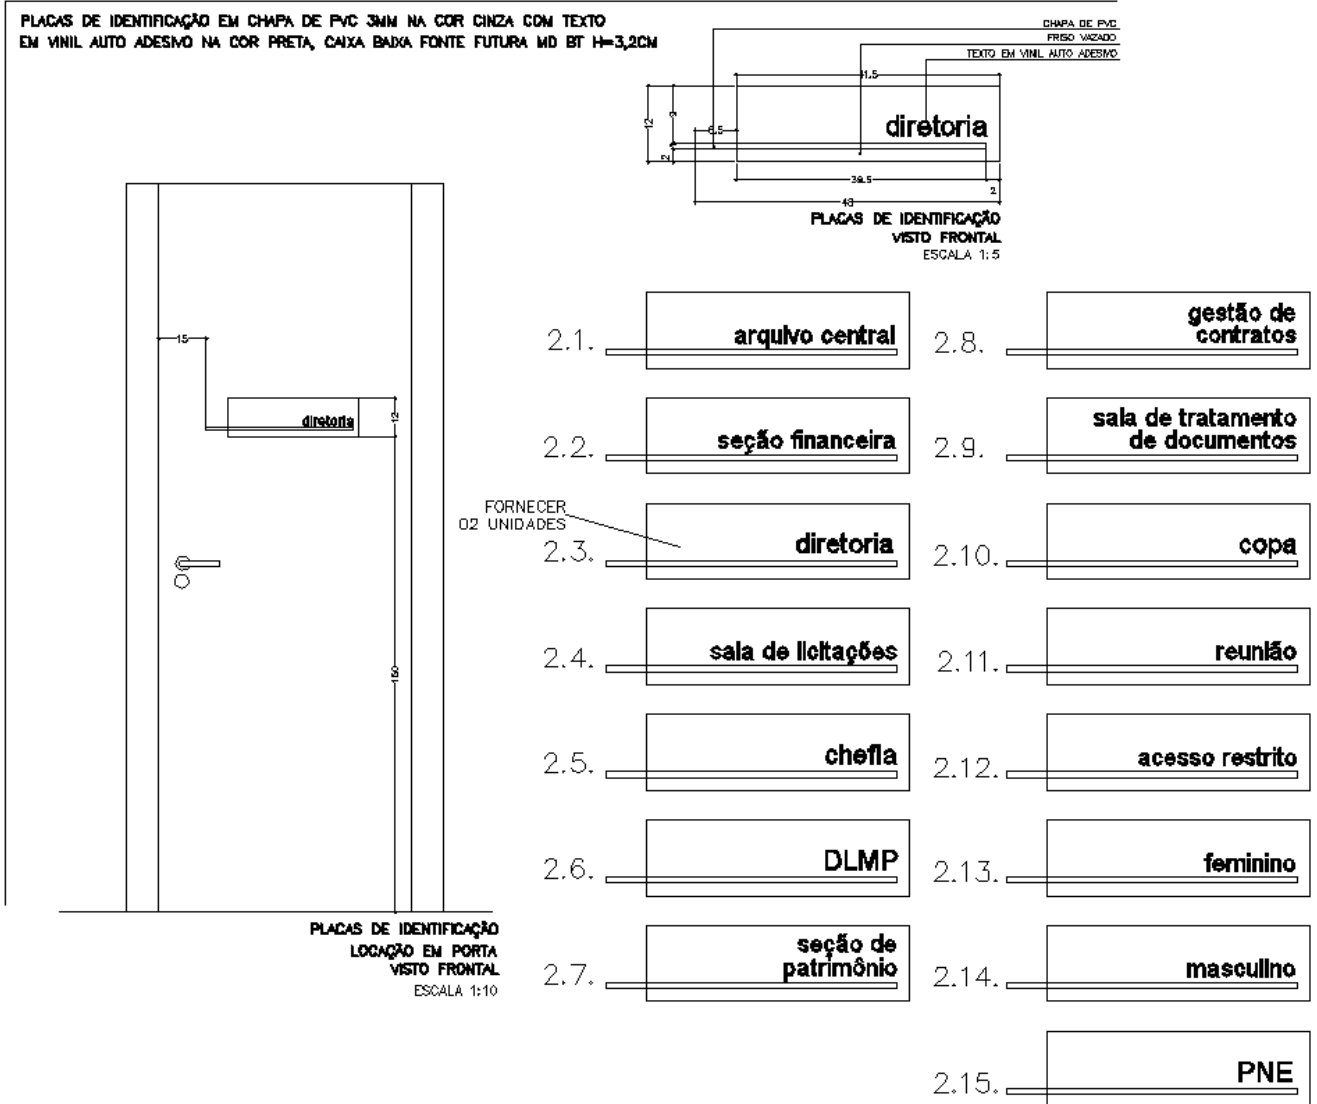 PLACAS DE IDENTIFICAÇÃO EM CHAPA DE PVC 3MM NA COR CINZA COM TEXTO
EM VINIL AUTO ADESIVO NA COR PRETA, CAIXA BAIXA FONTE FUTURA MD BT H=3,2CM
CHAPA DE PVC
FRISO VAZADO
TEXTO EM VINIL AUTO ADESIVO
41.5
12
9
6.5
2
diretoria
39.5
2
48
PLACAS DE IDENTIFICAÇÃO
VISTO FRONTAL
ESCALA 1:5
15
diretoria
12
150
PLACAS DE IDENTIFICAÇÃO
LOCAÇÃO EM PORTA
VISTO FRONTAL
ESCALA 1:10
2.1.
arquivo central
2.2.
seção financeira
FORNECER
02 UNIDADES
2.3.
diretoria
2.4.
sala de licitações
2.5.
chefia
2.6.
DLMP
2.7.
seção de
patrimônio
2.8.
gestão de
contratos
2.9.
sala de tratamento
de documentos
2.10.
copa
2.11.
reunião
2.12.
acesso restrito
2.13.
feminino
2.14.
masculino
2.15.
PNE